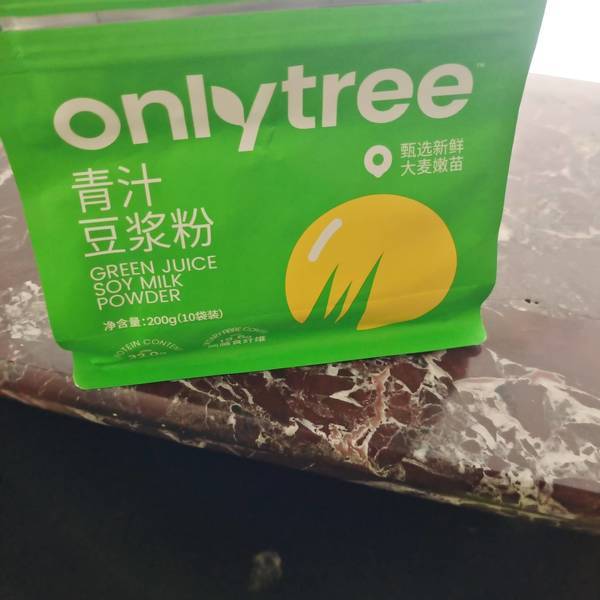 onlytree™
甄选新鲜
大麦嫩苗
青汁
豆浆粉
GREEN JUICE
SOY MILK
POWDER
净含量:200g(10袋装)